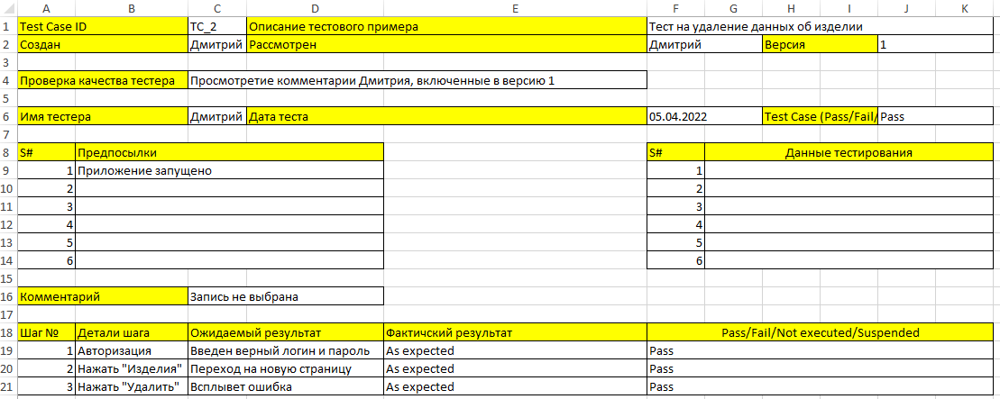 A B C D E F G H I J K
1 Test Case ID TC_2 Описание тестового примера Тест на удаление данных об изделии
2 Создан Дмитрий Рассмотрен Дмитрий Версия 1
3
4 Проверка качества тестера Просмотретие комментарии Дмитрия, включенные в версию 1
5
6 Имя тестера Дмитрий Дата теста 05.04.2022 Test Case (Pass/Fail/ Pass
7
8 S# Предпосылки S# Данные тестирования
9 1 Приложение запущено 1
10 2 2
11 3 3
12 4 4
13 5 5
14 6 6
15
16 Комментарий Запись не выбрана
17
18 Шаг № Детали шага Ожидаемый результат Фактичский результат Pass/Fail/Not executed/Suspended
19 1 Авторизация Введен верный логин и пароль As expected Pass
20 2 Нажать "Изделия" Переход на новую страницу As expected Pass
21 3 Нажать "Удалить" Всплывет ошибка As expected Pass